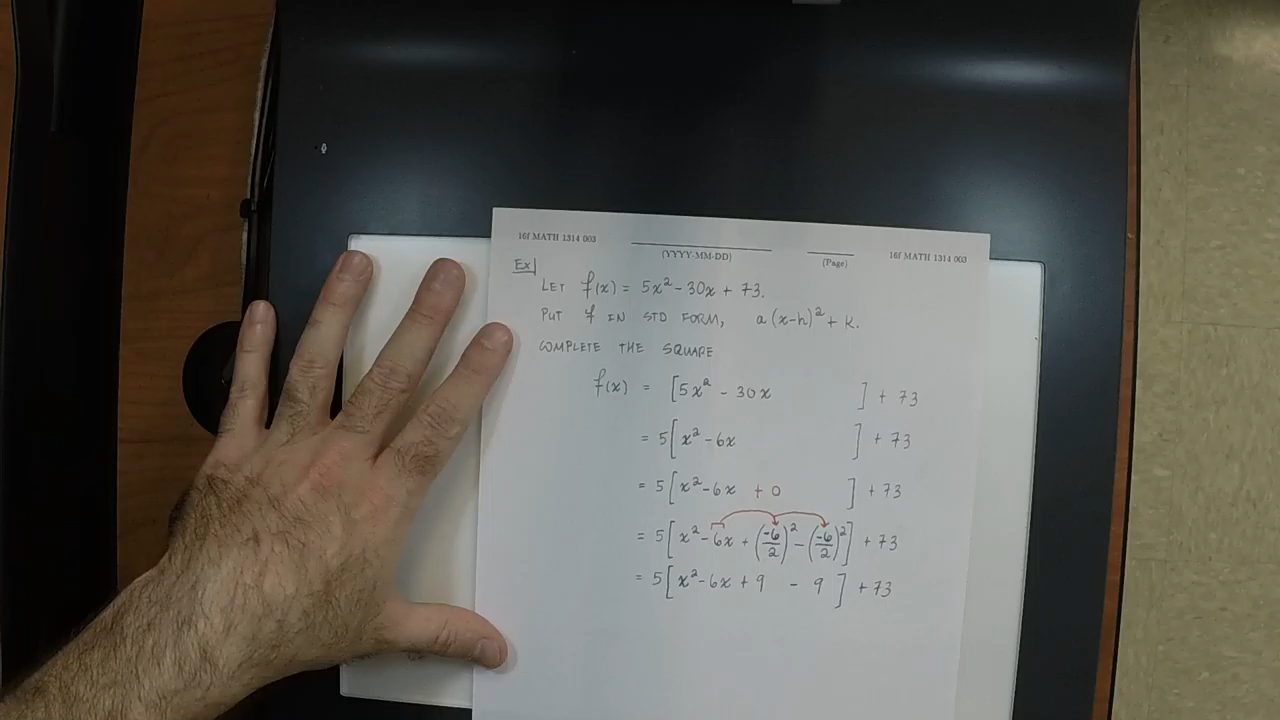 16f MATH 1314 003 (YYYY-MM-DD) (Page) 16f MATH 1314 003
Ex
LET f(x) = 5x² - 30x + 73.
PUT f IN STD FORM, a(x-h)² + k.
COMPLETE THE SQUARE
f(x) = [5x² - 30x ] + 73
= 5[x² - 6x ] + 73
= 5[x² - 6x + 0 ] + 73
= 5[x² - 6x + (-6/2)² - (-6/2)²] + 73
= 5[x² - 6x + 9 - 9] + 73